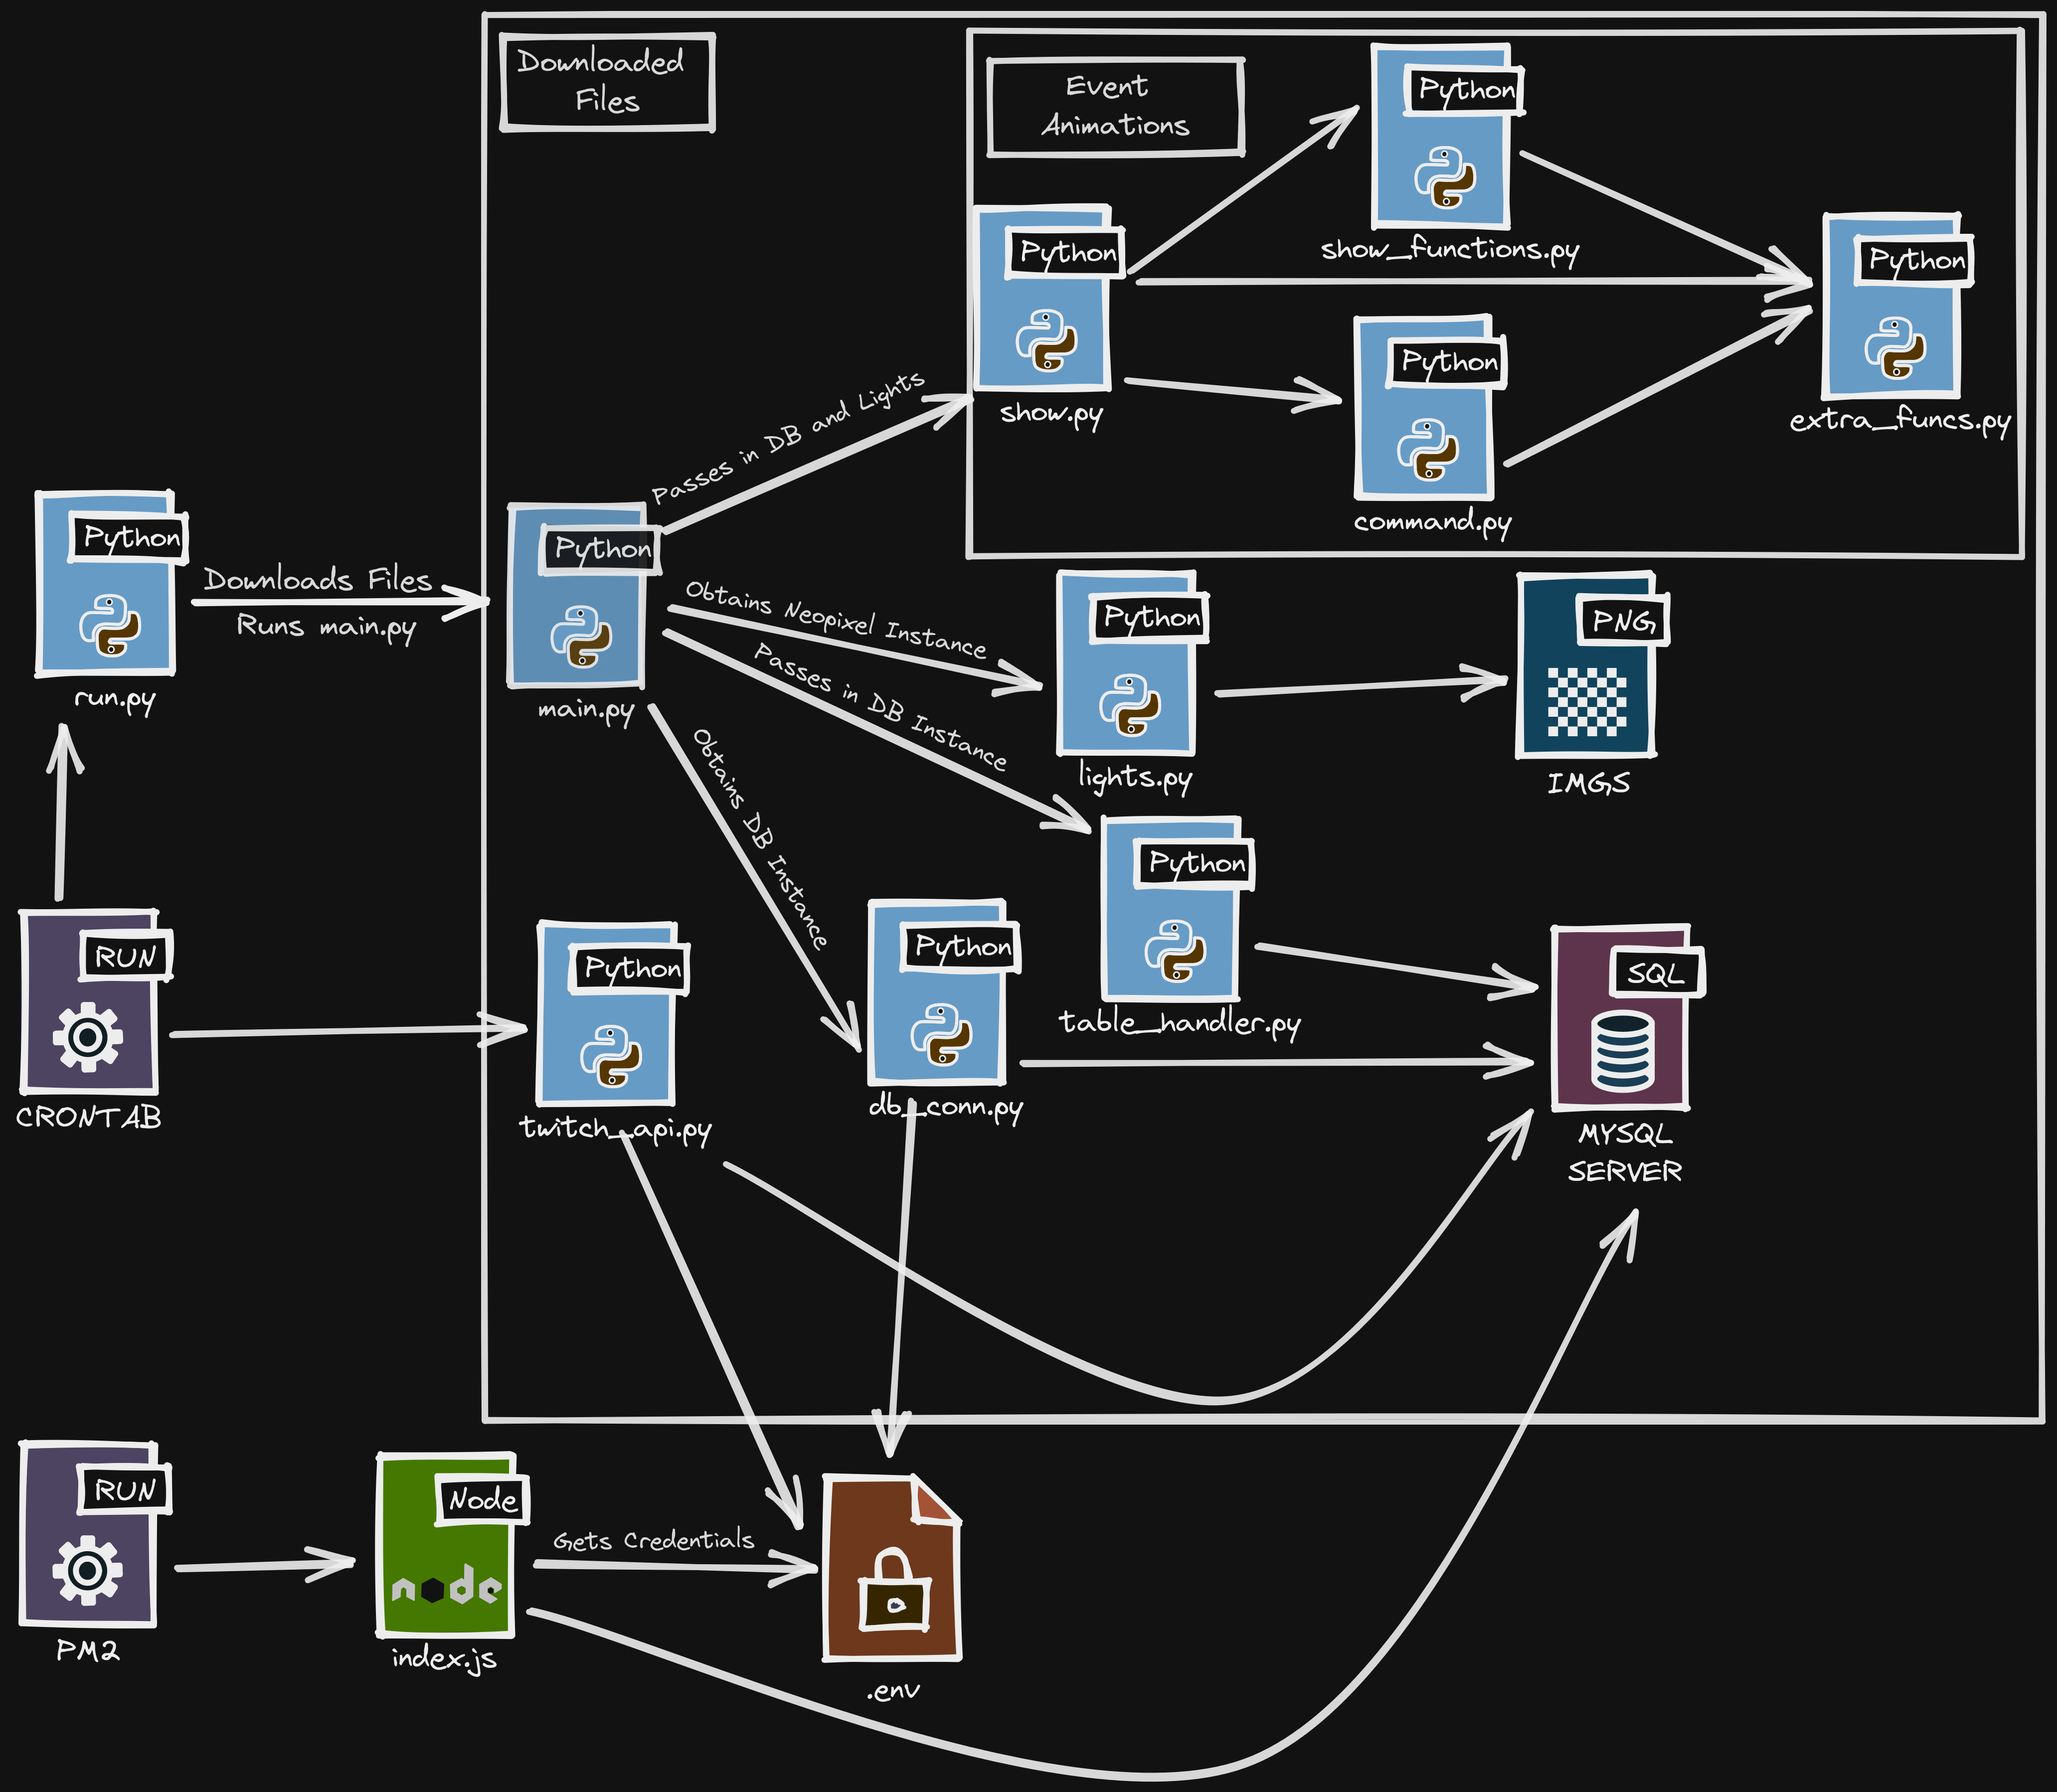 Downloaded
Files
Event
Animations
Python
show_functions.py
Python
show.py
Python
extra_funcs.py
Python
command.py
Passes in DB and Lights
Python
run.py
Downloads Files
Runs main.py
Python
main.py
Obtains Neopixel Instance
Passes in DB Instance
Obtains DB Instance
Python
lights.py
PNG
IMGS
Python
table_handler.py
RUN
CRONTAB
Python
twitch_api.py
Python
db_conn.py
SQL
MYSQL
SERVER
RUN
PM2
Node
node
index.js
Gets Credentials
.env